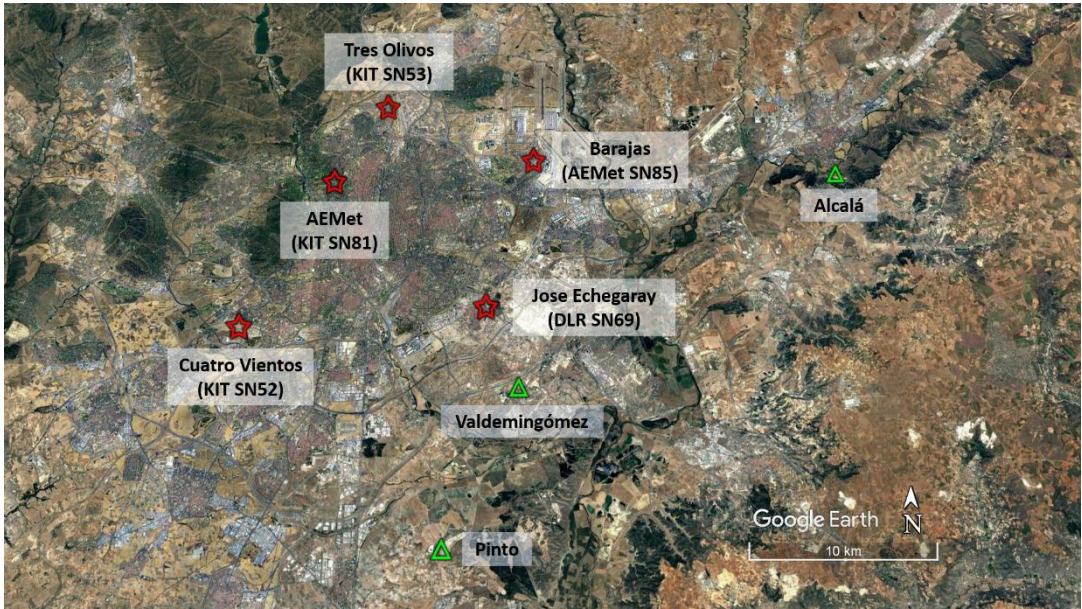 Tres Olivos
(KIT SN53)
Barajas
(AEMet SN85)
Alcalá
AEMet
(KIT SN81)
Jose Echegaray
(DLR SN69)
Cuatro Vientos
(KIT SN52)
Valdemingómez
Pinto
Google Earth
N
10 km